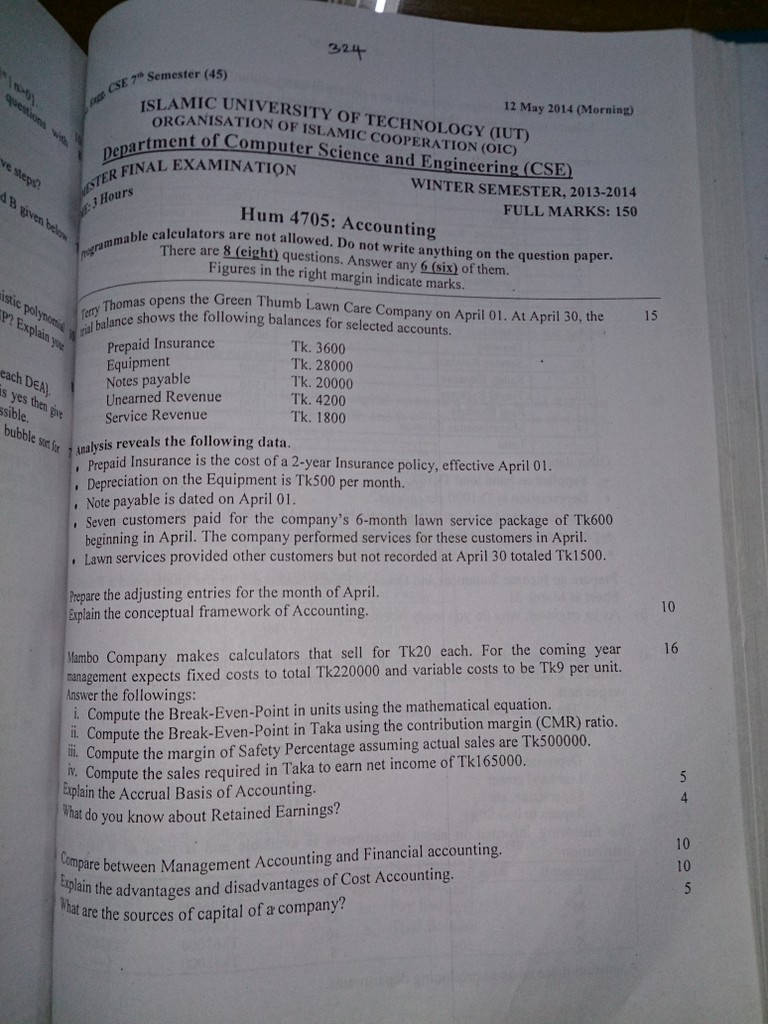 324
CSE 7th Semester (45)
12 May 2014 (Morning)
ISLAMIC UNIVERSITY OF TECHNOLOGY (IUT)
ORGANISATION OF ISLAMIC COOPERATION (OIC)
Department of Computer Science and Engineering (CSE)
FINAL EXAMINATION
WINTER SEMESTER, 2013-2014
3 Hours
FULL MARKS: 150
Hum 4705: Accounting
calculators are not allowed. Do not write anything on the question paper.
There are 8 (eight) questions. Answer any 6 (six) of them.
Figures in the right margin indicate marks.
Terry Thomas opens the Green Thumb Lawn Care Company on April 01. At April 30, the 15
balance shows the following balances for selected accounts.
Prepaid Insurance Tk. 3600
Equipment Tk. 28000
Notes payable Tk. 20000
Unearned Revenue Tk. 4200
Service Revenue Tk. 1800
Analysis reveals the following data.
• Prepaid Insurance is the cost of a 2-year Insurance policy, effective April 01.
• Depreciation on the Equipment is Tk500 per month.
• Note payable is dated on April 01.
• Seven customers paid for the company's 6-month lawn service package of Tk600
beginning in April. The company performed services for these customers in April.
• Lawn services provided other customers but not recorded at April 30 totaled Tk1500.
Prepare the adjusting entries for the month of April.
Explain the conceptual framework of Accounting. 10
Mambo Company makes calculators that sell for Tk20 each. For the coming year 16
management expects fixed costs to total Tk220000 and variable costs to be Tk9 per unit.
Answer the followings:
i. Compute the Break-Even-Point in units using the mathematical equation.
ii. Compute the Break-Even-Point in Taka using the contribution margin (CMR) ratio.
iii. Compute the margin of Safety Percentage assuming actual sales are Tk500000.
iv. Compute the sales required in Taka to earn net income of Tk165000.
Explain the Accrual Basis of Accounting. 5
What do you know about Retained Earnings? 4
Compare between Management Accounting and Financial accounting. 10
Explain the advantages and disadvantages of Cost Accounting. 10
What are the sources of capital of a company? 5
questions with
steps?
B given below
polynomial
Explain your
each D∈A}.
is yes then give
bubble sort for